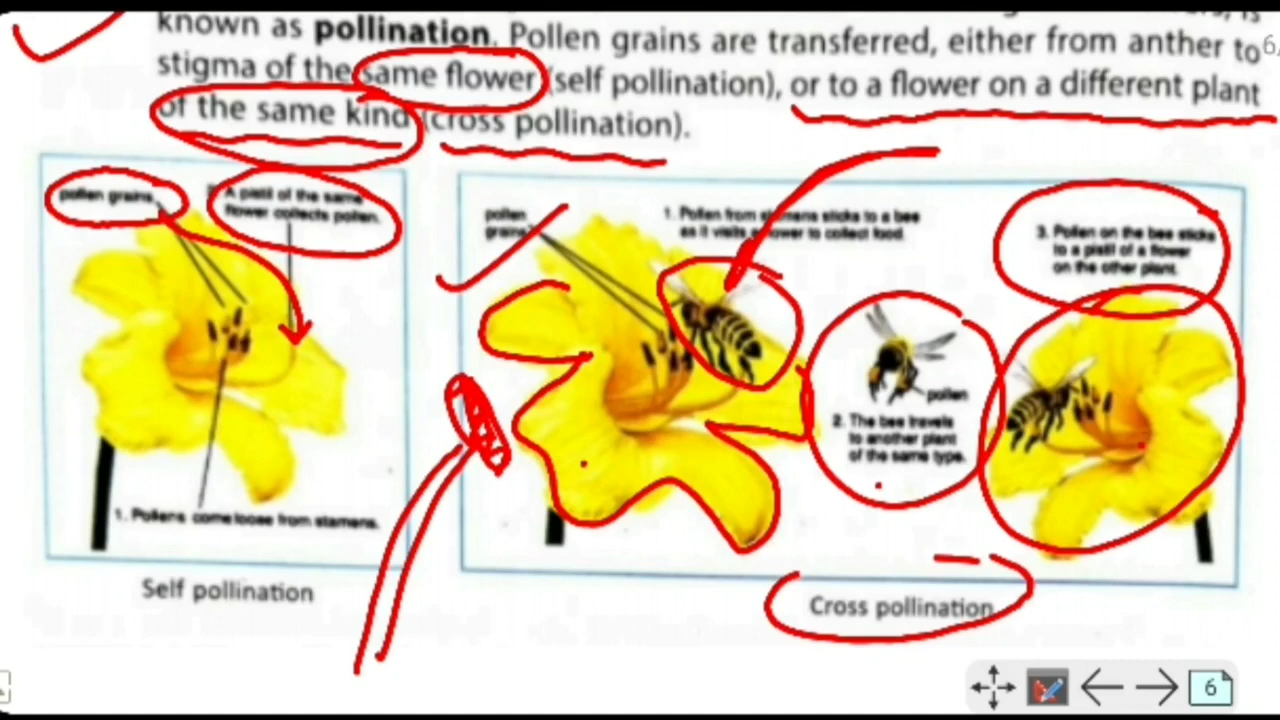 known as pollination. Pollen grains are transferred, either from anther to
stigma of the same flower (self pollination), or to a flower on a different plant
of the same kind (cross pollination).
pollen grains
A pistil of the same
flower collects pollen.
1. Pollens come loose from stamens.
Self pollination
pollen
grains
1. Pollen from stamens sticks to a bee
as it visits a flower to collect food.
pollen
2. The bee travels
to another plant
of the same type.
3. Pollen on the bee sticks
to a pistil of a flower
on the other plant.
Cross pollination
6